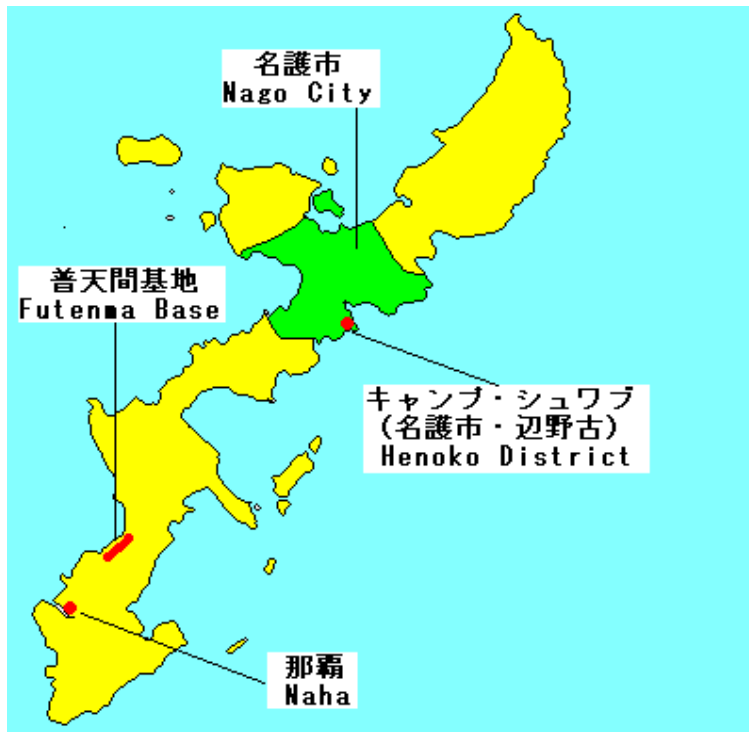 名護市
Nago City
普天間基地
Futenma Base
キャンプ・シュワブ
(名護市・辺野古)
Henoko District
那覇
Naha